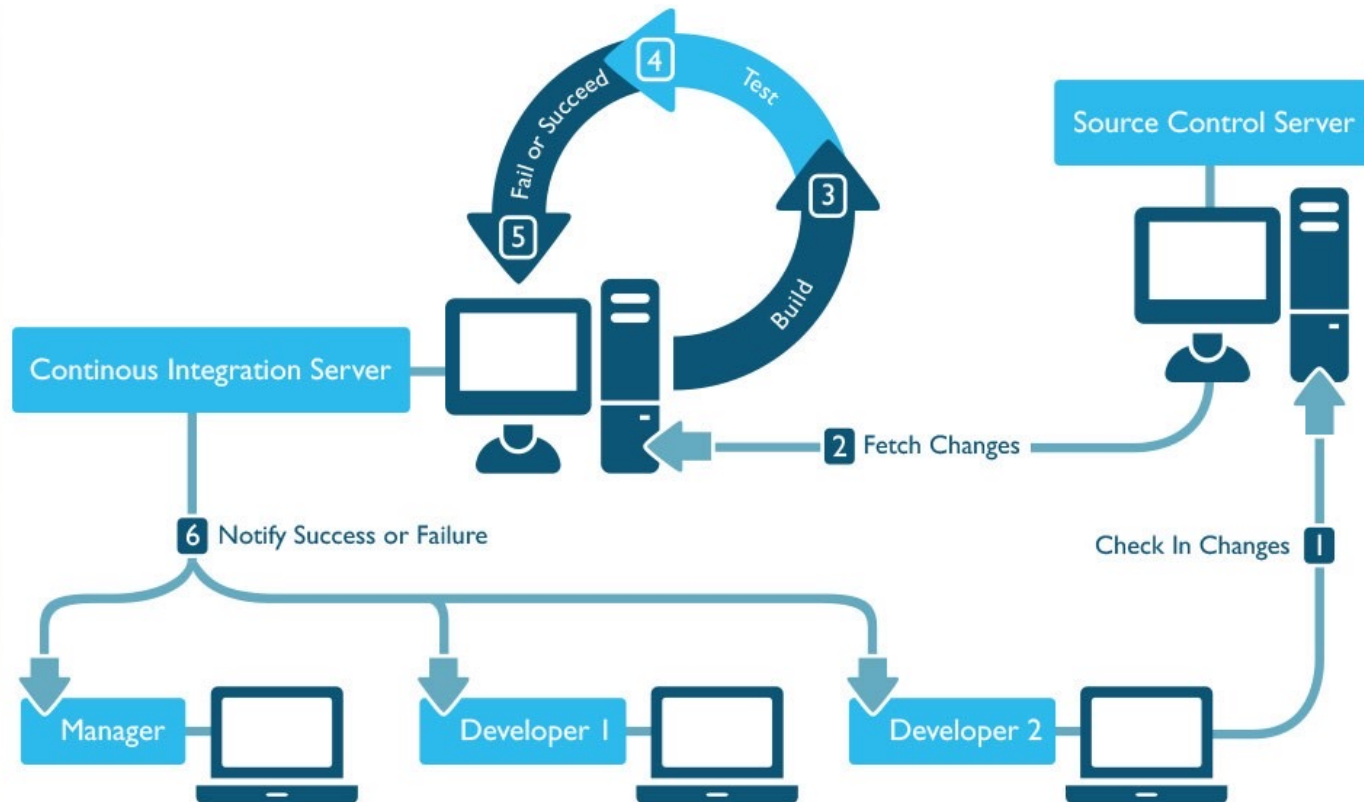 4
Test
Source Control Server
Fail or Succeed
3
5
Build
Continous Integration Server
2 Fetch Changes
6 Notify Success or Failure
Check In Changes 1
Manager
Developer 1
Developer 2